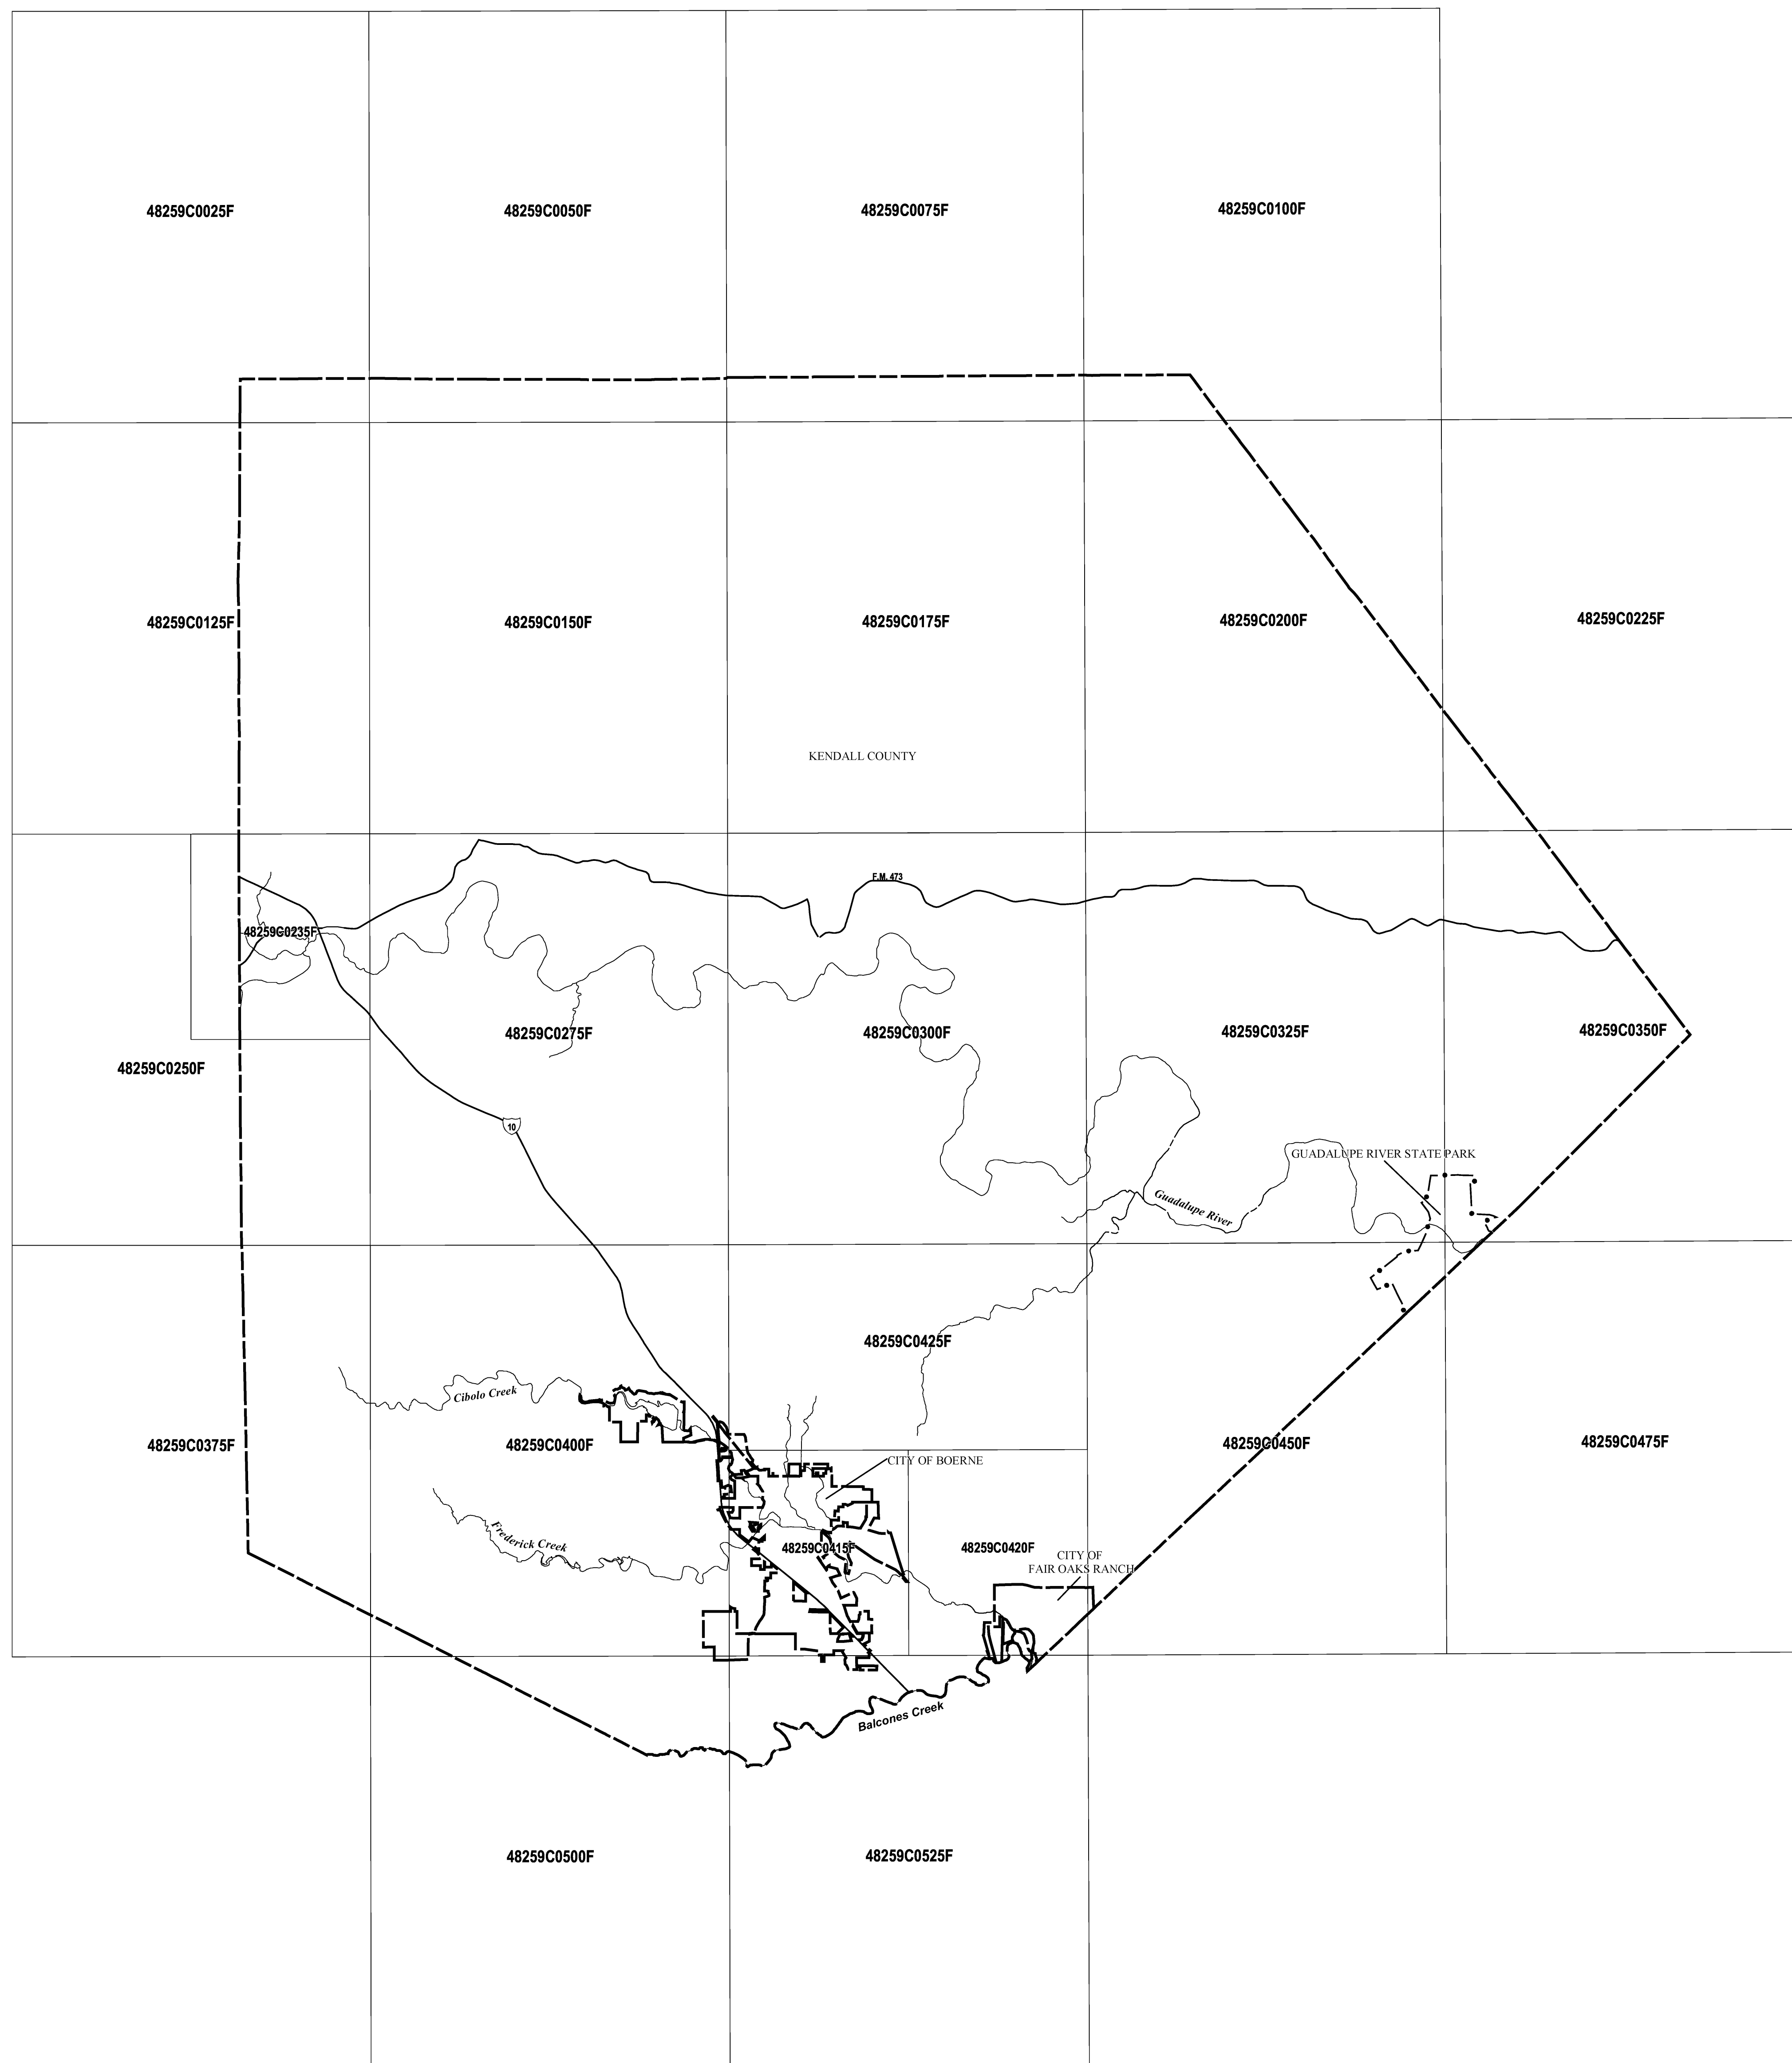 48259C0025F
48259C0050F
48259C0075F
48259C0100F
48259C0125F
48259C0150F
48259C0175F
48259C0200F
48259C0225F
KENDALL COUNTY
F.M. 473
48259C0235F
48259C0250F
48259C0275F
48259C0300F
48259C0325F
48259C0350F
10
GUADALUPE RIVER STATE PARK
Guadalupe River
48259C0425F
Cibolo Creek
48259C0375F
48259C0400F
48259C0450F
48259C0475F
CITY OF BOERNE
Frederick Creek
48259C0415F
48259C0420F
CITY OF
FAIR OAKS RANCH
Balcones Creek
48259C0500F
48259C0525F